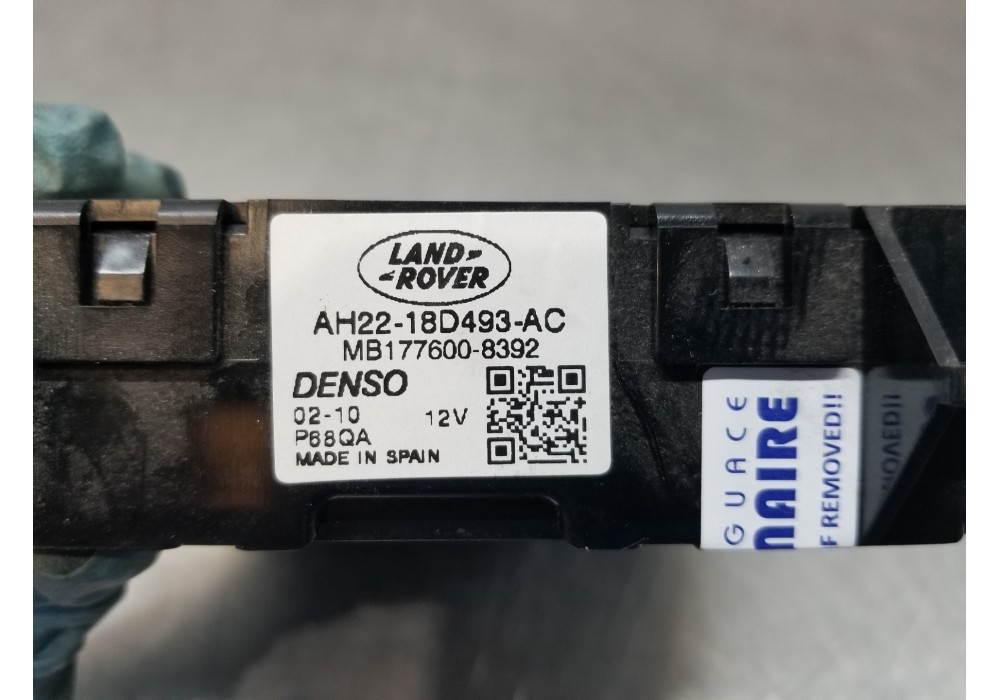 LAND-
-ROVER
AH22-18D493-AC
MB177600-8392
DENSO
02-10 12V
P68QA
MADE IN SPAIN
GUACE
NAIRE
F REMOVED!!